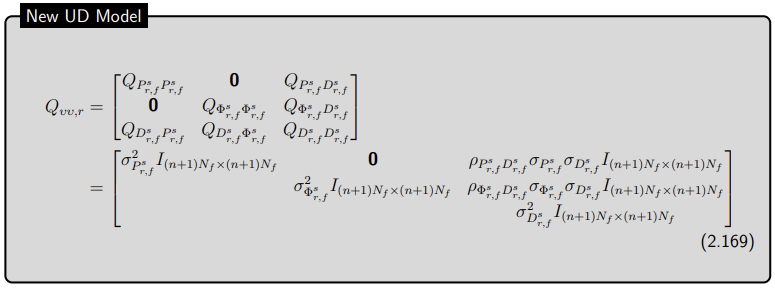 New UD Model
$Q_{\upsilon\upsilon,r} = \begin{bmatrix} Q_{P^s_{r,f}P^s_{r,f}} & \mathbf{0} & Q_{P^s_{r,f}D^s_{r,f}} \\ \mathbf{0} & Q_{\Phi^s_{r,f}\Phi^s_{r,f}} & Q_{\Phi^s_{r,f}D^s_{r,f}} \\ Q_{D^s_{r,f}P^s_{r,f}} & Q_{D^s_{r,f}\Phi^s_{r,f}} & Q_{D^s_{r,f}D^s_{r,f}} \end{bmatrix}$
$= \begin{bmatrix} \sigma^2_{P^s_{r,f}} I_{(n+1)N_f \times (n+1)N_f} & \mathbf{0} & \rho_{P^s_{r,f}D^s_{r,f}} \sigma_{P^s_{r,f}} \sigma_{D^s_{r,f}} I_{(n+1)N_f \times (n+1)N_f} \\ & \sigma^2_{\Phi^s_{r,f}} I_{(n+1)N_f \times (n+1)N_f} & \rho_{\Phi^s_{r,f}D^s_{r,f}} \sigma_{\Phi^s_{r,f}} \sigma_{D^s_{r,f}} I_{(n+1)N_f \times (n+1)N_f} \\ & & \sigma^2_{D^s_{r,f}} I_{(n+1)N_f \times (n+1)N_f} \end{bmatrix}$
(2.169)